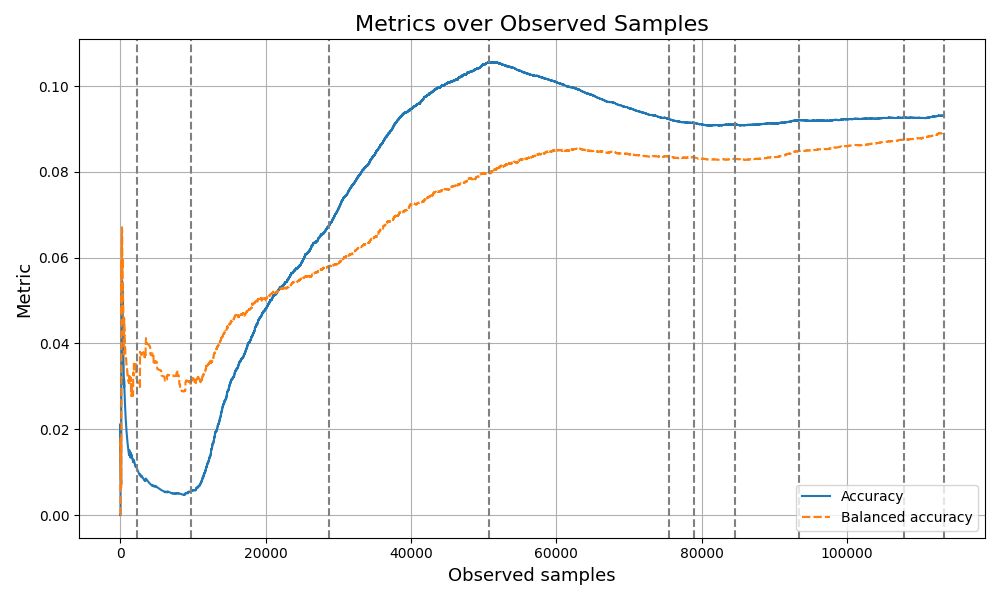 Metrics over Observed Samples
Metric
0.10
0.08
0.06
0.04
0.02
0.00
0
20000
40000
60000
80000
100000
Observed samples
Accuracy
Balanced accuracy